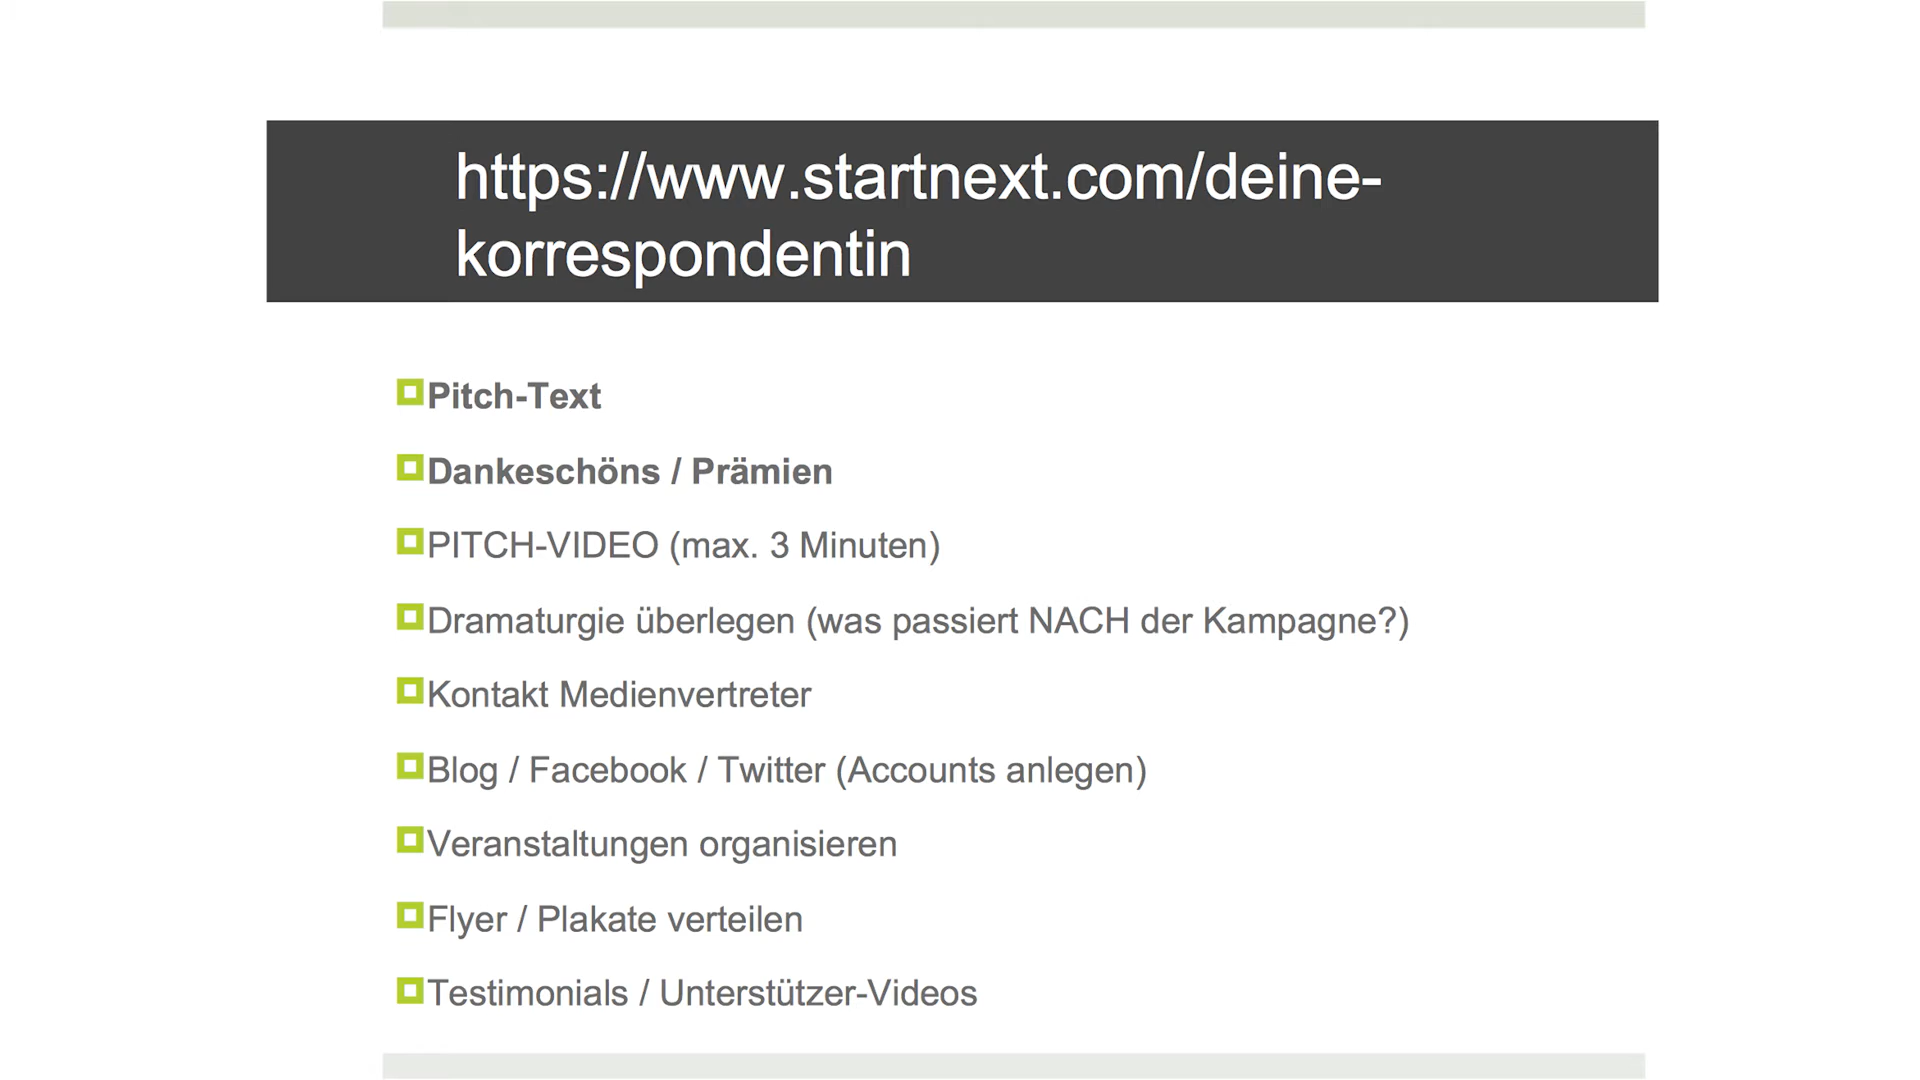 https://www.startnext.com/deine-
korrespondentin
Pitch-Text
Dankeschöns / Prämien
PITCH-VIDEO (max. 3 Minuten)
Dramaturgie überlegen (was passiert NACH der Kampagne?)
Kontakt Medienvertreter
Blog / Facebook / Twitter (Accounts anlegen)
Veranstaltungen organisieren
Flyer / Plakate verteilen
Testimonials / Unterstützer-Videos